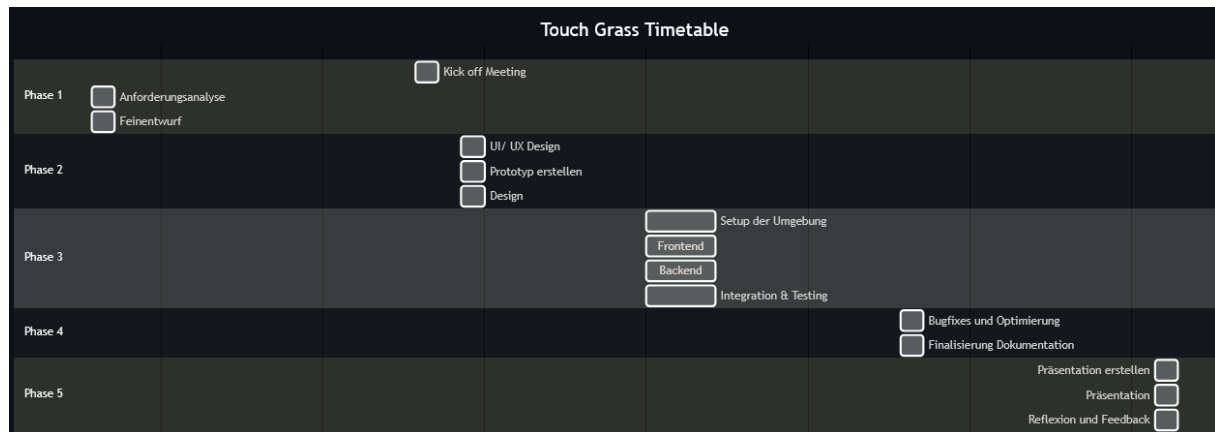 Touch Grass Timetable
Phase 1
Kick off Meeting
Anforderungsanalyse
Feinentwurf
Phase 2
UI/ UX Design
Prototyp erstellen
Design
Phase 3
Setup der Umgebung
Frontend
Backend
Integration & Testing
Phase 4
Bugfixes und Optimierung
Finalisierung Dokumentation
Phase 5
Präsentation erstellen
Präsentation
Reflexion und Feedback